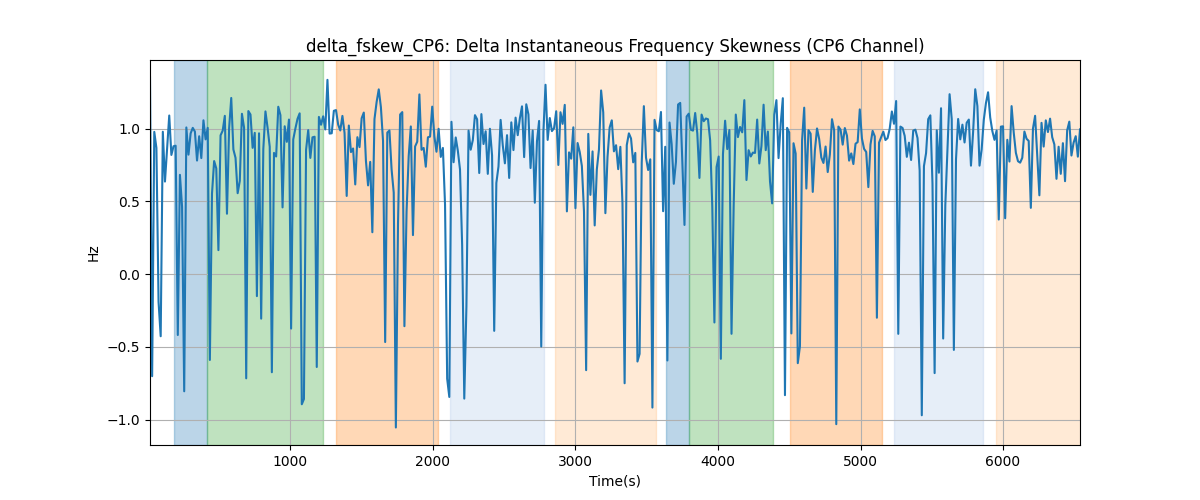 delta_fskew_CP6: Delta Instantaneous Frequency Skewness (CP6 Channel)
1.0
0.5
0.0
−0.5
−1.0
Hz
1000 2000 3000 4000 5000 6000
Time(s)